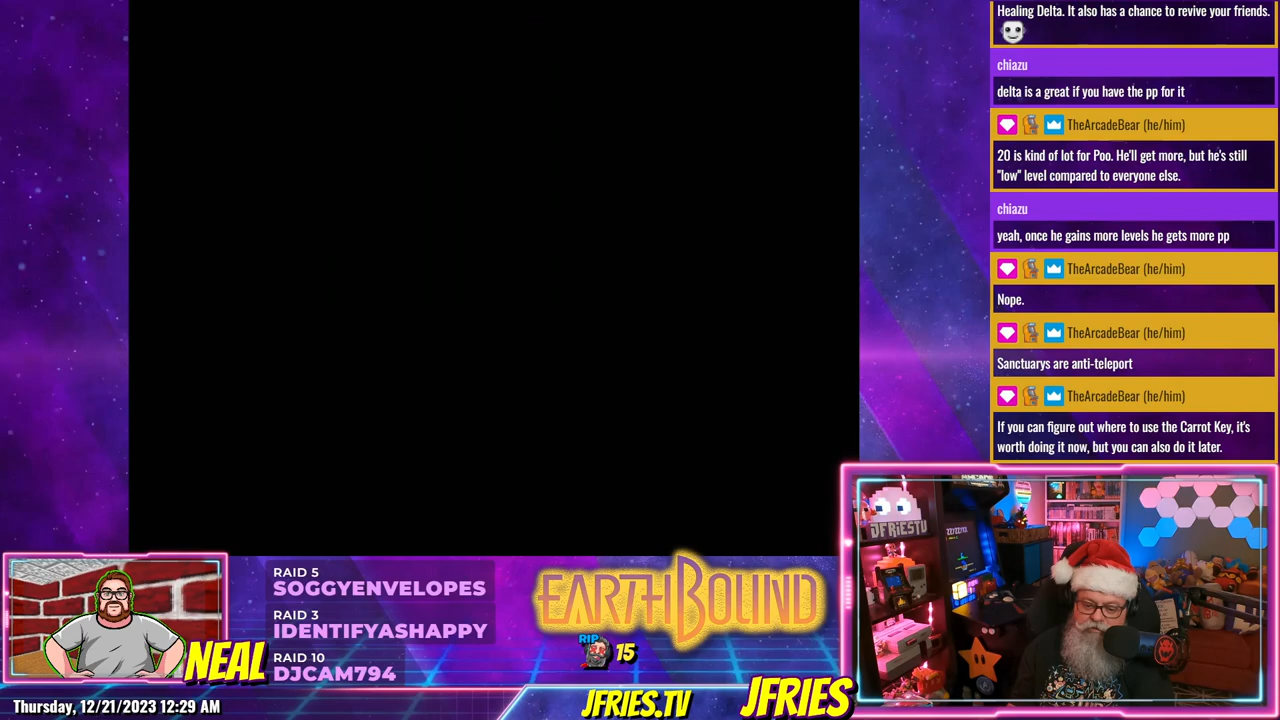 Healing Delta. It also has a chance to revive your friends.
chiazu
delta is a great if you have the pp for it
TheArcadeBear (he/him)
20 is kind of lot for Poo. He'll get more, but he's still
"low" level compared to everyone else.
chiazu
yeah, once he gains more levels he gets more pp
TheArcadeBear (he/him)
Nope.
TheArcadeBear (he/him)
Sanctuarys are anti-teleport
TheArcadeBear (he/him)
If you can figure out where to use the Carrot Key, it's
worth doing it now, but you can also do it later.
DFRIESTV
NEAL
RAID 5
SOGGYENVELOPES
RAID 3
IDENTIFYASHAPPY
RAID 10
DJCAM794
EARTHBOUND
RIP
15
JFRIES.TV
JFRIES
Thursday, 12/21/2023 12:29 AM